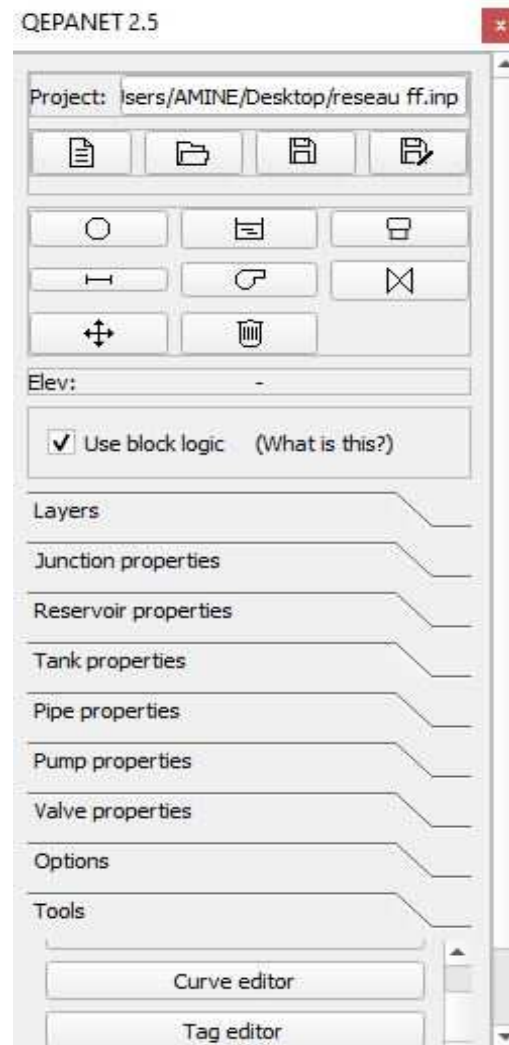 QEPANET 2.5
Project: Isers/AMINE/Desktop/reseau ff.inp
Elev: -
Use block logic (What is this?)
Layers
Junction properties
Reservoir properties
Tank properties
Pipe properties
Pump properties
Valve properties
Options
Tools
Curve editor
Tag editor